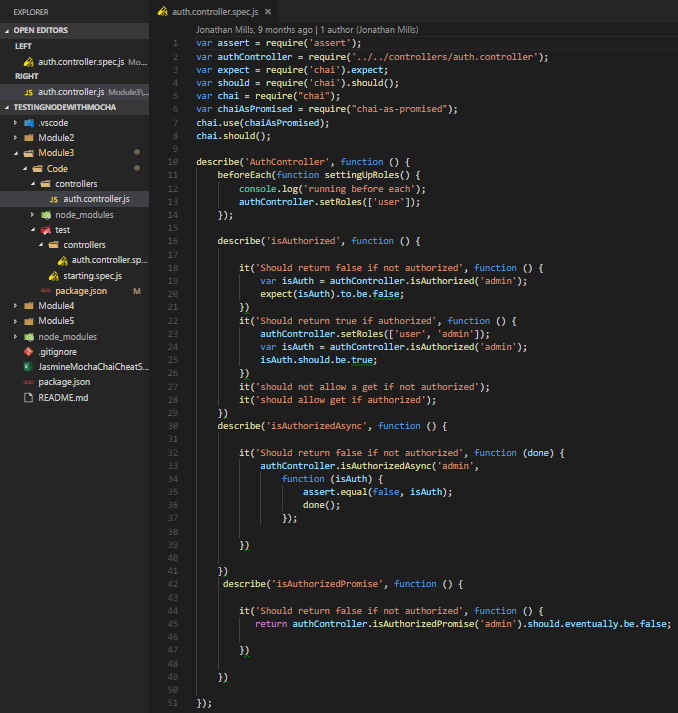 EXPLORER
OPEN EDITORS
LEFT
auth.controller.spec.js Mo...
RIGHT
JS auth.controller.js Module3\...
TESTINGNODEWITHMOCHA
.vscode
Module2
Module3
Code
controllers
JS auth.controller.js
node_modules
test
controllers
auth.controller.sp...
starting.spec.js
package.json M
Module4
Module5
node_modules
.gitignore
JasmineMochaChaiCheatS...
package.json
README.md
auth.controller.spec.js ×
Jonathan Mills, 9 months ago | 1 author (Jonathan Mills)
1 var assert = require('assert');
2 var authController = require('../../controllers/auth.controller');
3 var expect = require('chai').expect;
4 var should = require('chai').should();
5 var chai = require("chai");
6 var chaiAsPromised = require("chai-as-promised");
7 chai.use(chaiAsPromised);
8 chai.should();
9
10 describe('AuthController', function () {
11 beforeEach(function settingUpRoles() {
12 console.log('running before each');
13 authController.setRoles(['user']);
14 });
15
16 describe('isAuthorized', function () {
17
18 it('Should return false if not authorized', function () {
19 var isAuth = authController.isAuthorized('admin');
20 expect(isAuth).to.be.false;
21 })
22 it('Should return true if authorized', function () {
23 authController.setRoles(['user', 'admin']);
24 var isAuth = authController.isAuthorized('admin');
25 isAuth.should.be.true;
26 })
27 it('should not allow a get if not authorized');
28 it('should allow get if authorized');
29 })
30 describe('isAuthorizedAsync', function () {
31
32 it('Should return false if not authorized', function (done) {
33 authController.isAuthorizedAsync('admin',
34 function (isAuth) {
35 assert.equal(false, isAuth);
36 done();
37 });
38
39 })
40
41 })
42 describe('isAuthorizedPromise', function () {
43
44 it('Should return false if not authorized', function () {
45 return authController.isAuthorizedPromise('admin').should.eventually.be.false;
46
47 })
48
49 })
50
51 });